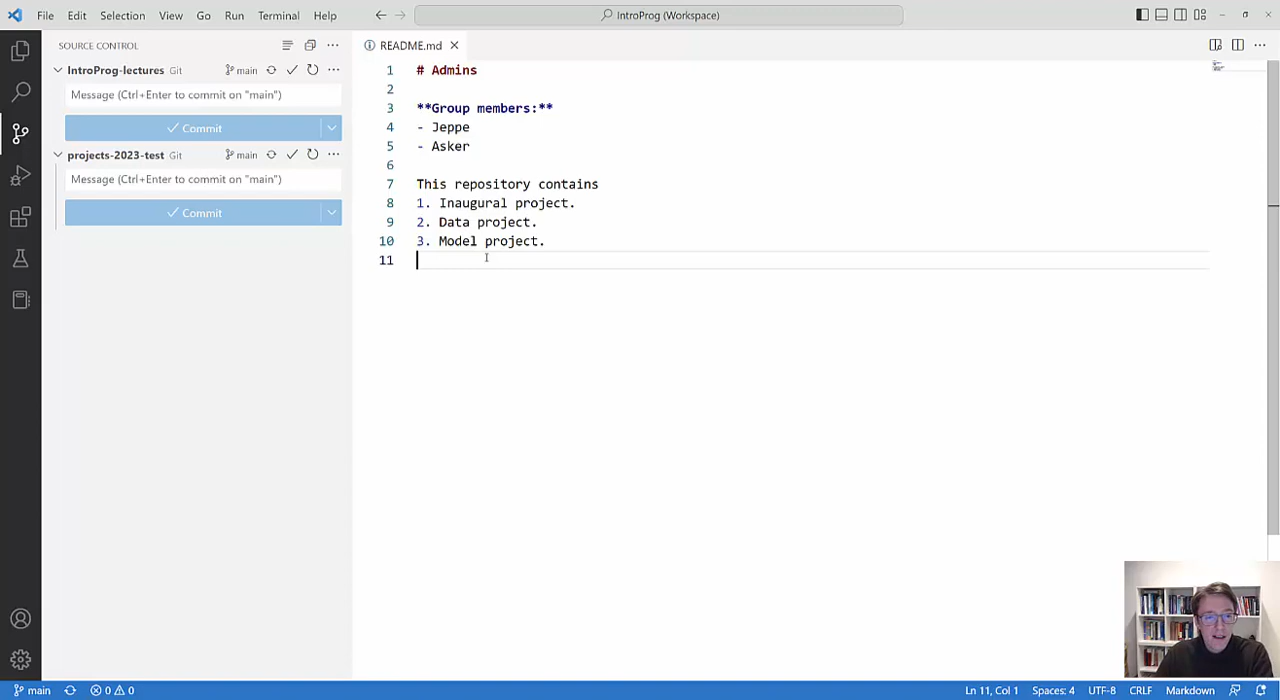 File Edit Selection View Go Run Terminal Help IntroProg (Workspace)
SOURCE CONTROL
README.md
IntroProg-lectures Git main
Message (Ctrl+Enter to commit on "main")
Commit
projects-2023-test Git main
Message (Ctrl+Enter to commit on "main")
Commit
1 # Admins
2
3 **Group members:**
4 - Jeppe
5 - Asker
6
7 This repository contains
8 1. Inaugural project.
9 2. Data project.
10 3. Model project.
11
main 0 0 Ln 11, Col 1 Spaces: 4 UTF-8 CRLF Markdown